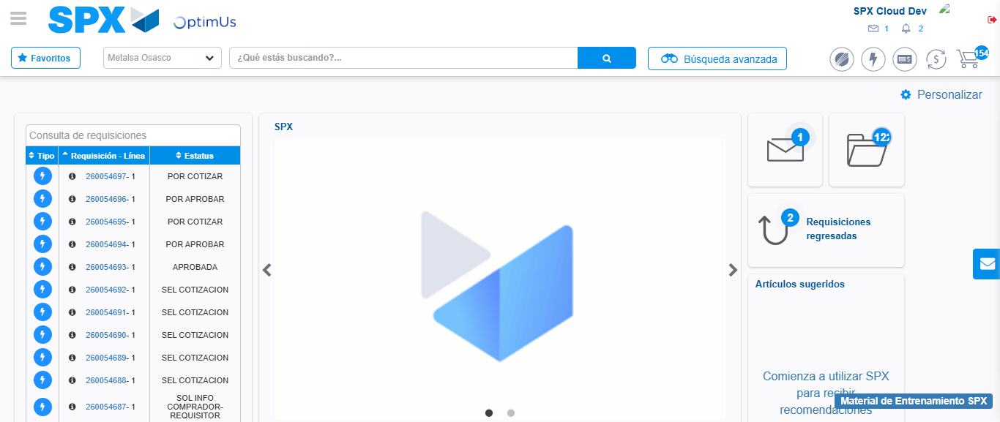 SPX
OptimUs
SPX Cloud Dev
1
2
Favoritos
Metalsa Osasco
¿Qué estás buscando?...
Búsqueda avanzada
154
Personalizar
Consulta de requisiciones
Tipo
Requisición - Línea
Estatus
260054697- 1
POR COTIZAR
260054696- 1
POR APROBAR
260054695- 1
POR COTIZAR
260054694- 1
POR APROBAR
260054693- 1
APROBADA
260054692- 1
SEL COTIZACION
260054691- 1
SEL COTIZACION
260054690- 1
SEL COTIZACION
260054689- 1
SEL COTIZACION
260054688- 1
SEL COTIZACION
260054687- 1
SOL INFO
COMPRADOR-
REQUISITOR
SPX
1
2
Requisiciones
regresadas
Artículos sugeridos
Comienza a utilizar SPX
para recibir
recomendaciones
Material de Entrenamiento SPX